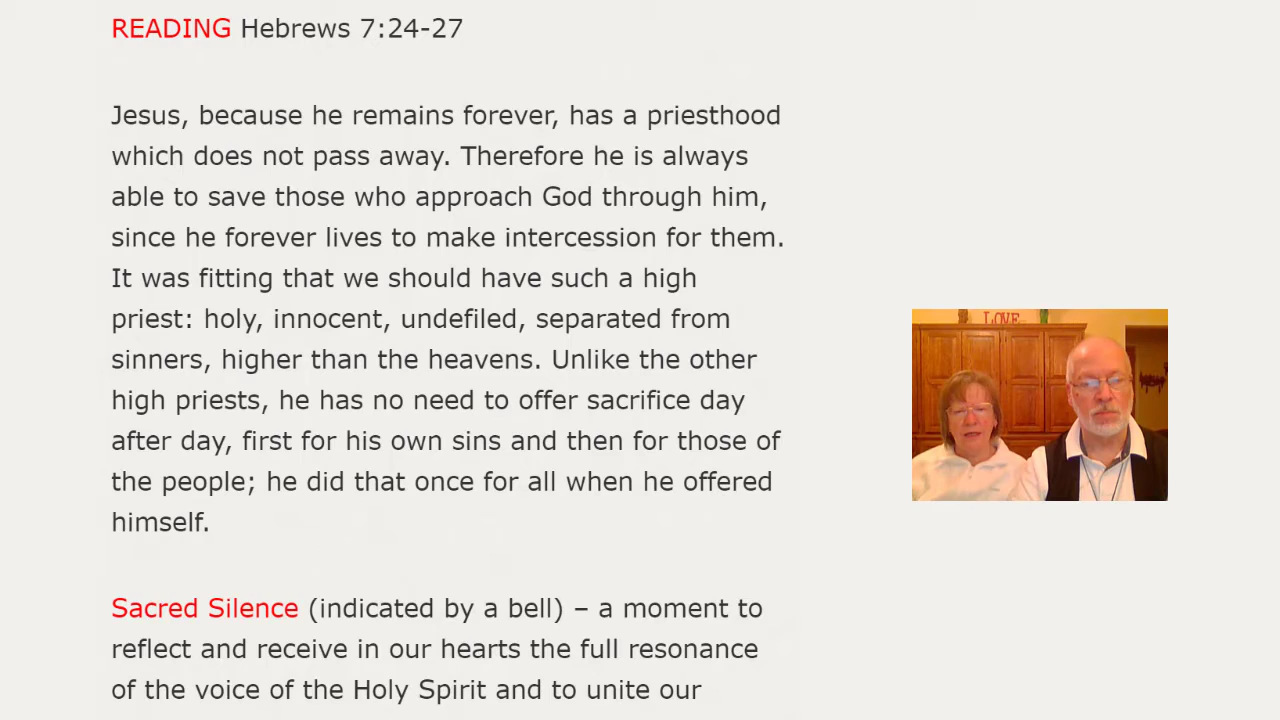 READING Hebrews 7:24-27
Jesus, because he remains forever, has a priesthood
which does not pass away. Therefore he is always
able to save those who approach God through him,
since he forever lives to make intercession for them.
It was fitting that we should have such a high
priest: holy, innocent, undefiled, separated from
sinners, higher than the heavens. Unlike the other
high priests, he has no need to offer sacrifice day
after day, first for his own sins and then for those of
the people; he did that once for all when he offered
himself.
Sacred Silence (indicated by a bell) – a moment to
reflect and receive in our hearts the full resonance
of the voice of the Holy Spirit and to unite our
LOVE